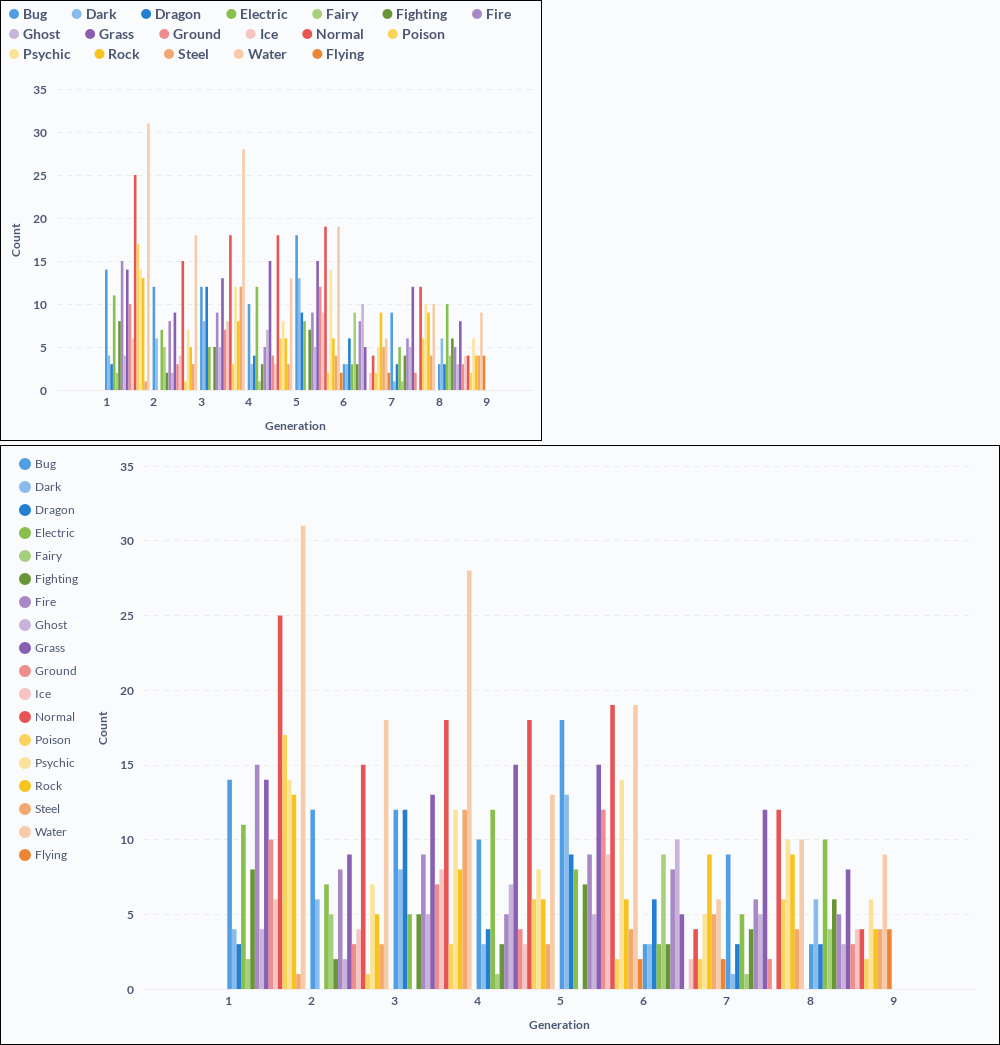 Bug Dark Dragon Electric Fairy Fighting Fire
Ghost Grass Ground Ice Normal Poison
Psychic Rock Steel Water Flying
35
30
25
20
15
10
5
0
Count
1 2 3 4 5 6 7 8 9
Generation
Bug
Dark
Dragon
Electric
Fairy
Fighting
Fire
Ghost
Grass
Ground
Ice
Normal
Poison
Psychic
Rock
Steel
Water
Flying
Count
35
30
25
20
15
10
5
0
1 2 3 4 5 6 7 8 9
Generation